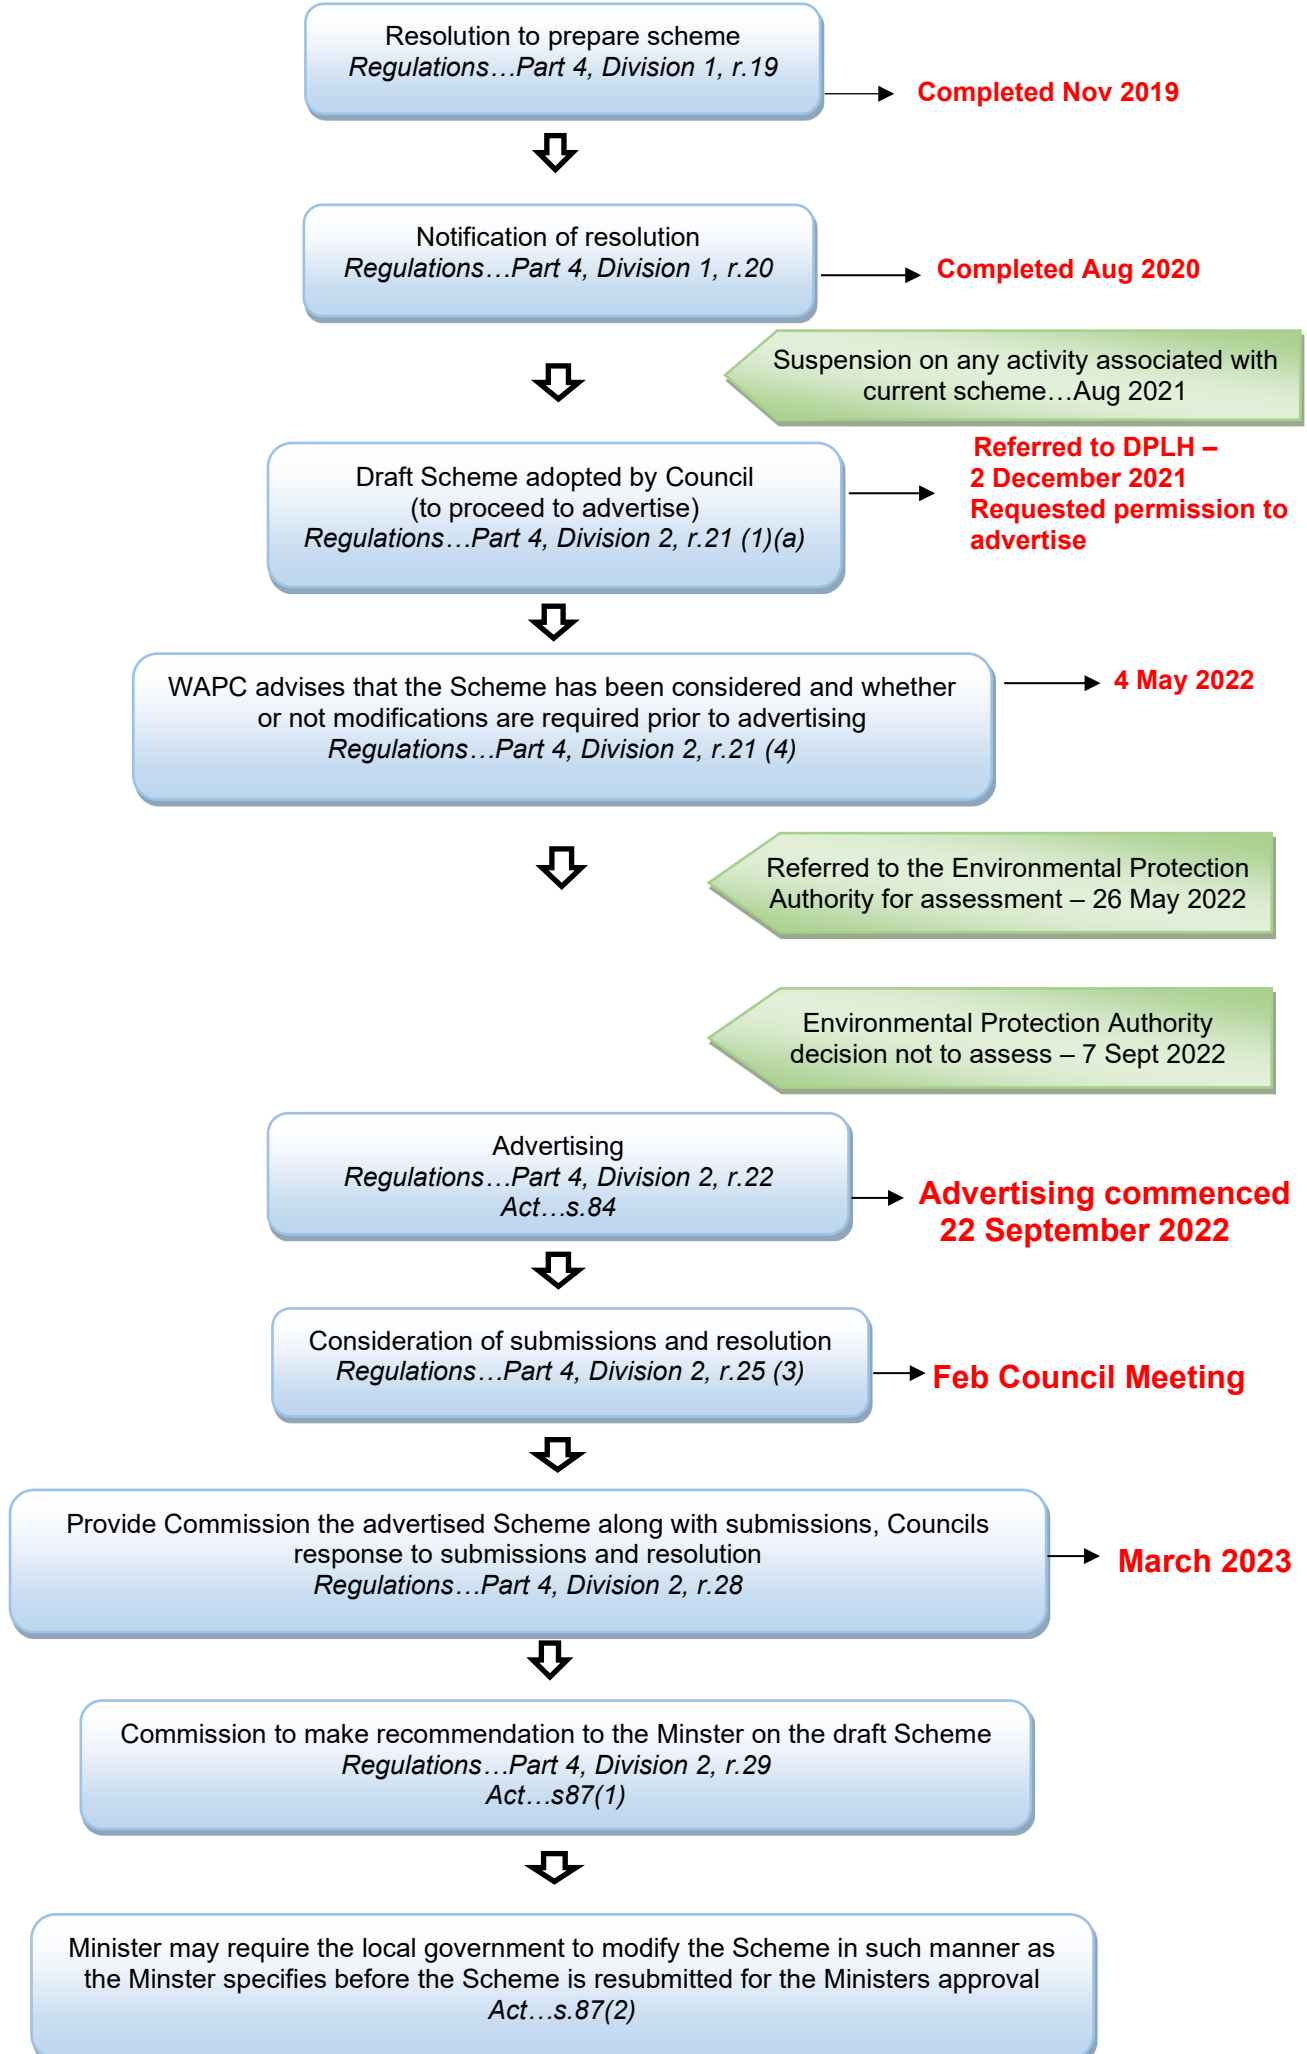 Resolution to prepare scheme
Regulations…Part 4, Division 1, r.19
Completed Nov 2019
Notification of resolution
Regulations…Part 4, Division 1, r.20
Completed Aug 2020
Suspension on any activity associated with
current scheme…Aug 2021
Draft Scheme adopted by Council
(to proceed to advertise)
Regulations…Part 4, Division 2, r.21 (1)(a)
Referred to DPLH –
2 December 2021
Requested permission to
advertise
WAPC advises that the Scheme has been considered and whether
or not modifications are required prior to advertising
Regulations…Part 4, Division 2, r.21 (4)
4 May 2022
Referred to the Environmental Protection
Authority for assessment – 26 May 2022
Environmental Protection Authority
decision not to assess – 7 Sept 2022
Advertising
Regulations…Part 4, Division 2, r.22
Act…s.84
Advertising commenced
22 September 2022
Consideration of submissions and resolution
Regulations…Part 4, Division 2, r.25 (3)
Feb Council Meeting
Provide Commission the advertised Scheme along with submissions, Councils
response to submissions and resolution
Regulations…Part 4, Division 2, r.28
March 2023
Commission to make recommendation to the Minster on the draft Scheme
Regulations…Part 4, Division 2, r.29
Act…s87(1)
Minister may require the local government to modify the Scheme in such manner as
the Minster specifies before the Scheme is resubmitted for the Ministers approval
Act…s.87(2)